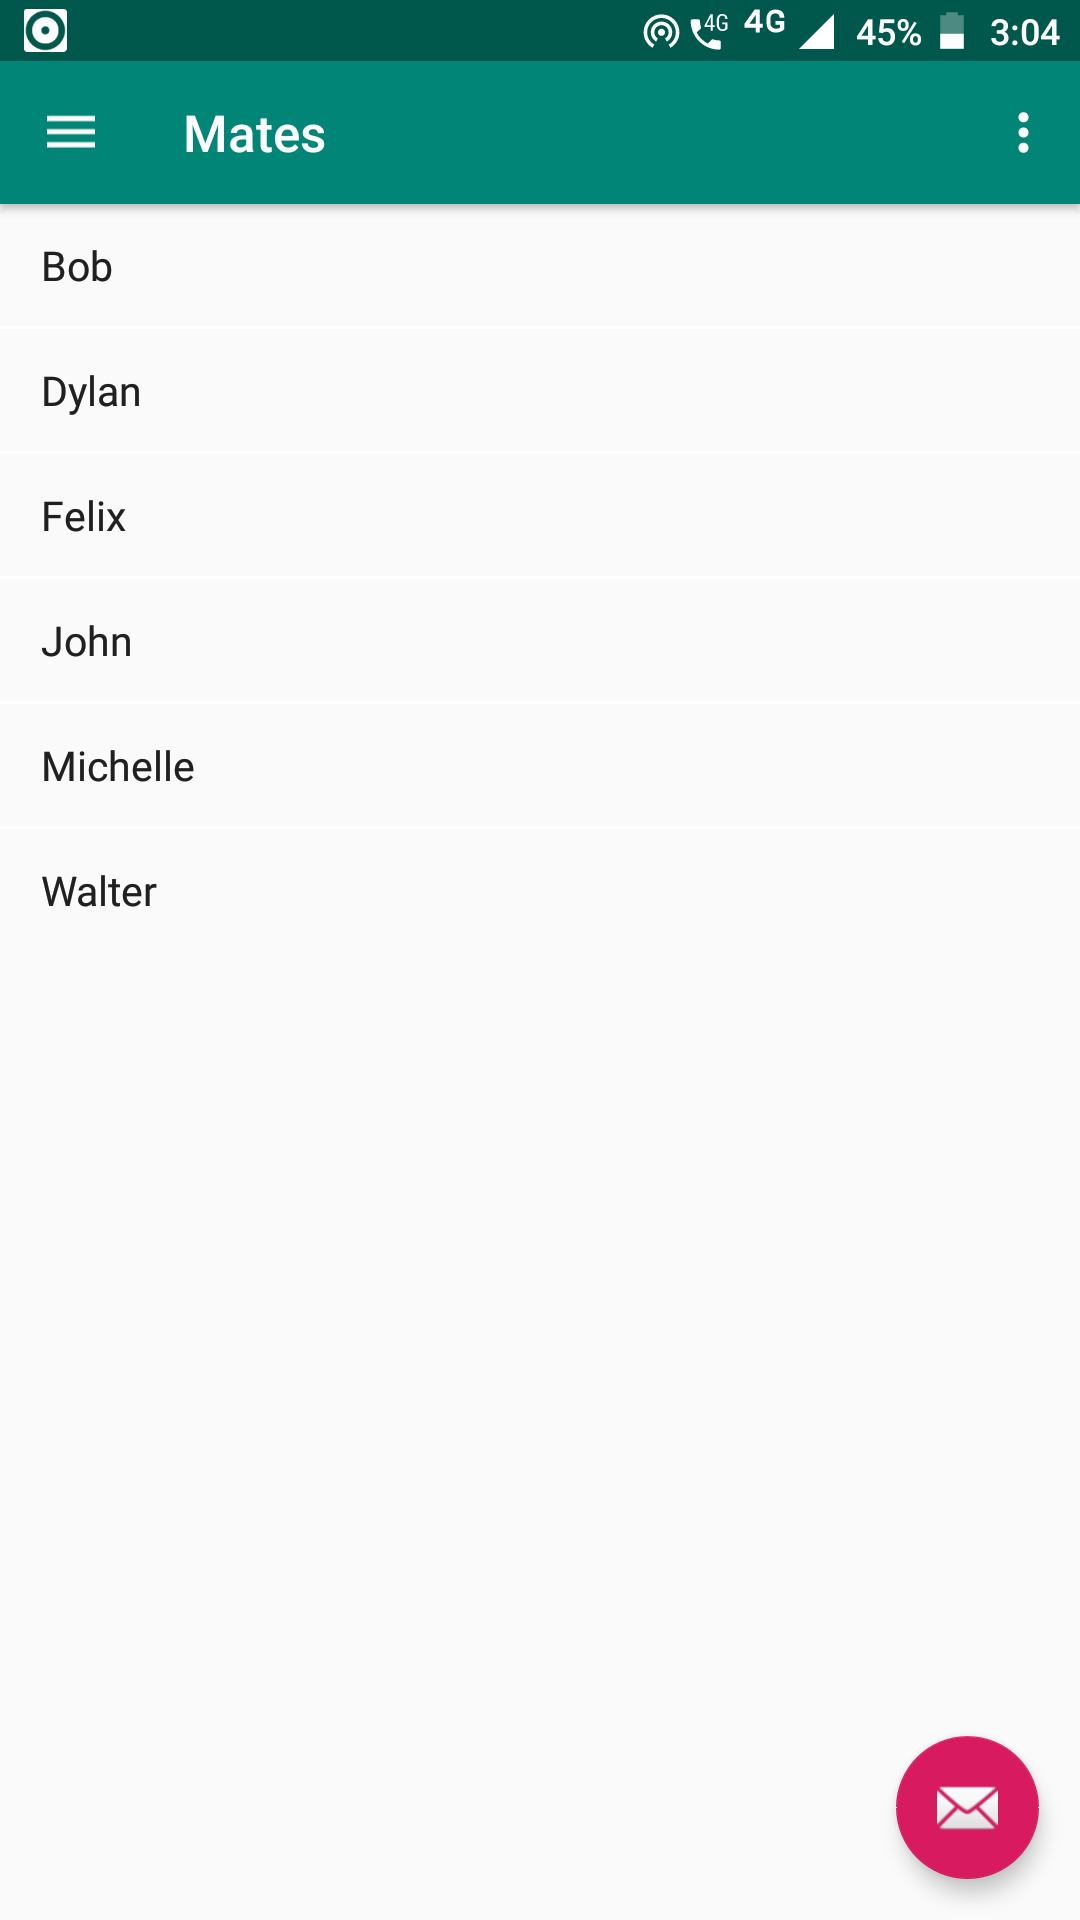 4G 4G 45% 3:04
Mates
Bob
Dylan
Felix
John
Michelle
Walter